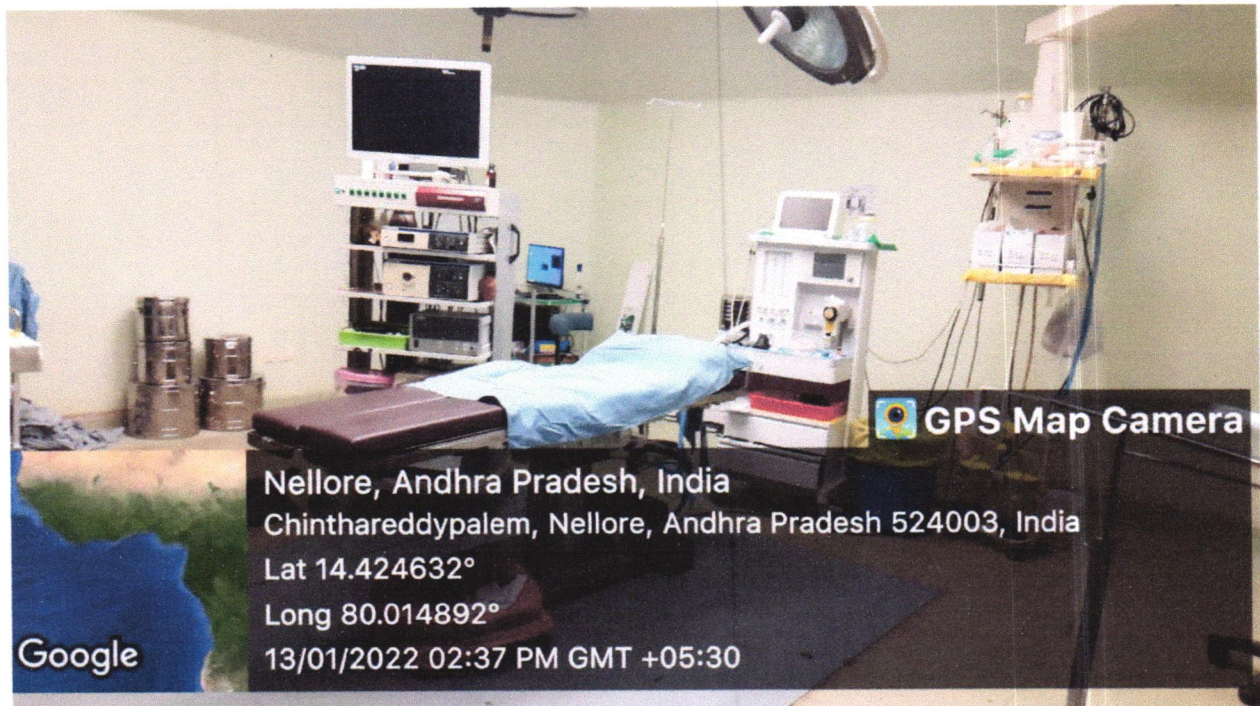 GPS Map Camera
Nellore, Andhra Pradesh, India
Chinthareddypalem, Nellore, Andhra Pradesh 524003, India
Lat 14.424632°
Long 80.014892°
13/01/2022 02:37 PM GMT +05:30
Google